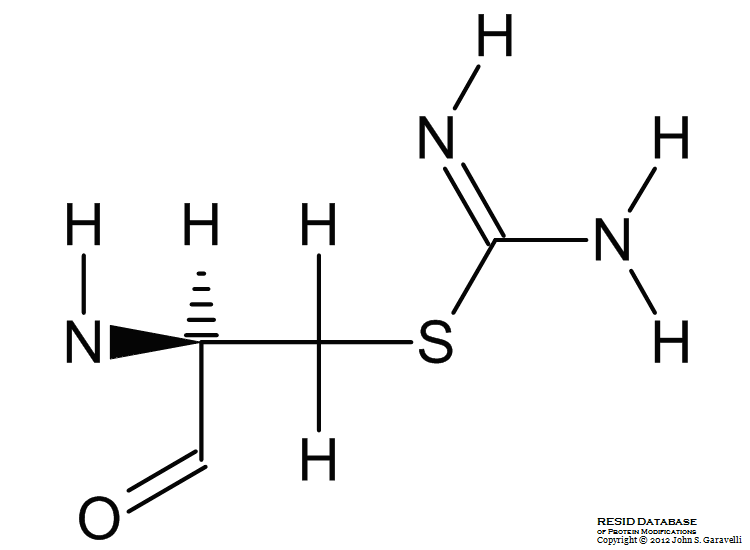 H
N H
H H H
N
N S H
H
O
RESID DATABASE
OF PROTEIN MODIFICATIONS
Copyright © 2012 John S. Garavelli